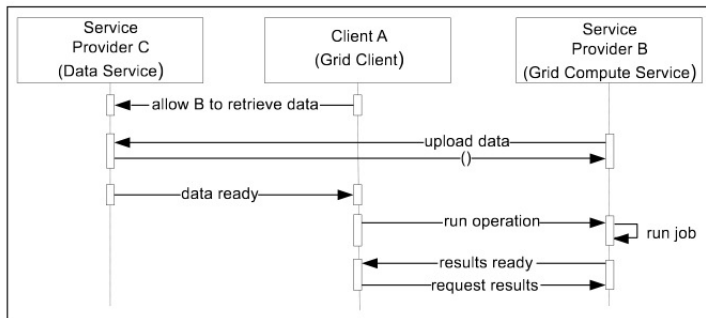 Service
Provider C
(Data Service)
Client A
(Grid Client)
Service
Provider B
(Grid Compute Service)
allow B to retrieve data
upload data
()
data ready
run operation
run job
results ready
request results